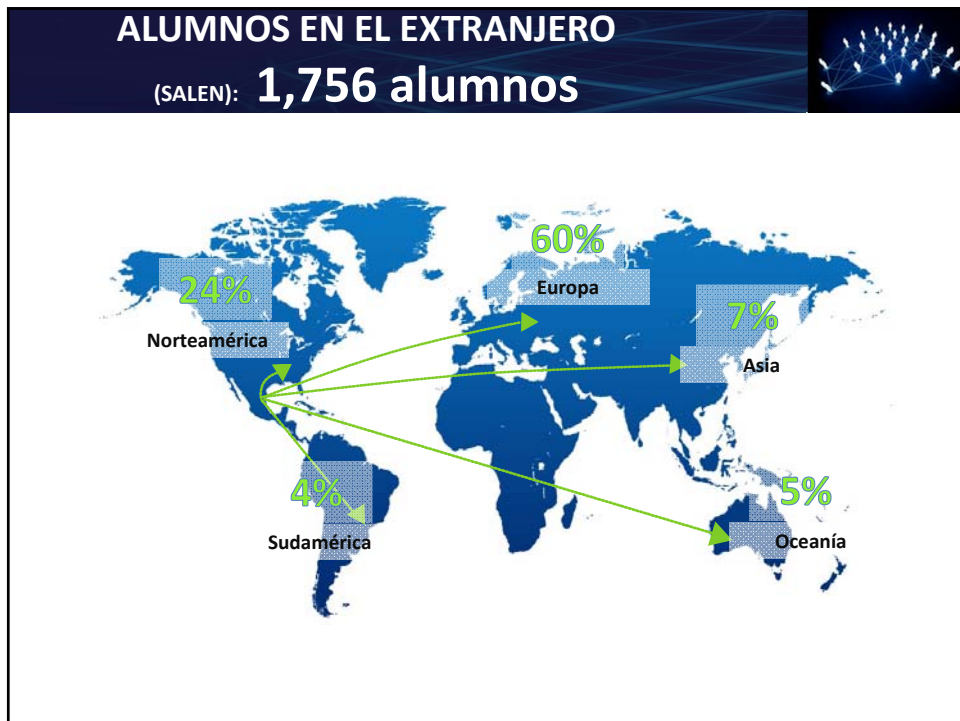 ALUMNOS EN EL EXTRANJERO
(SALEN): 1,756 alumnos
60%
Europa
24%
Norteamérica
7%
Asia
4%
Sudamérica
5%
Oceanía